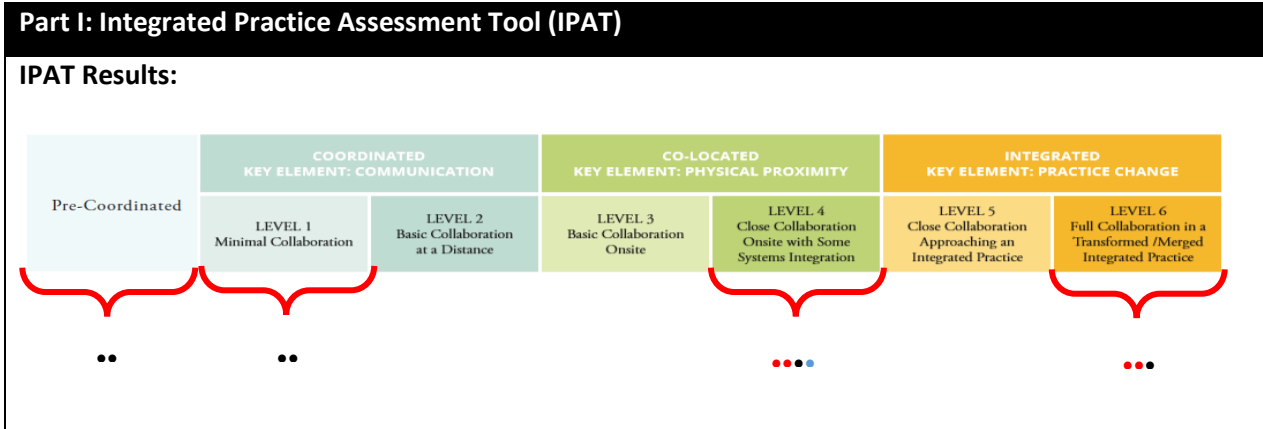 Part I: Integrated Practice Assessment Tool (IPAT)
IPAT Results:
Pre-Coordinated
COORDINATED
KEY ELEMENT: COMMUNICATION
CO-LOCATED
KEY ELEMENT: PHYSICAL PROXIMITY
INTEGRATED
KEY ELEMENT: PRACTICE CHANGE
LEVEL 1
Minimal Collaboration
LEVEL 2
Basic Collaboration
at a Distance
LEVEL 3
Basic Collaboration
Onsite
LEVEL 4
Close Collaboration
Onsite with Some
Systems Integration
LEVEL 5
Close Collaboration
Approaching an
Integrated Practice
LEVEL 6
Full Collaboration in a
Transformed /Merged
Integrated Practice